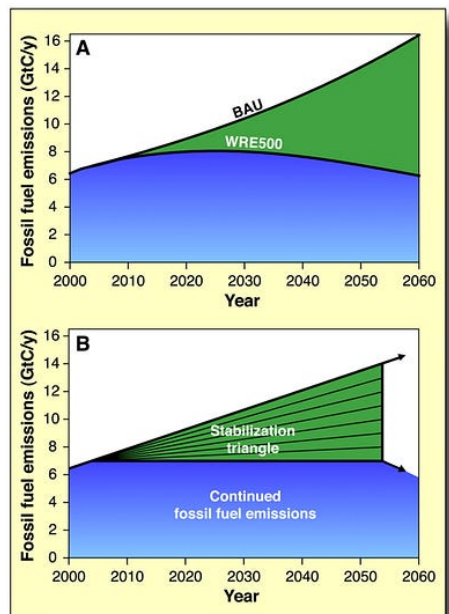 A
Fossil fuel emissions (GtC/y)
16
14
12
10
8
6
4
2
0
BAU
WRE500
2000 2010 2020 2030 2040 2050 2060
Year
B
Fossil fuel emissions (GtC/y)
16
14
12
10
8
6
4
2
0
Stabilization
triangle
Continued
fossil fuel emissions
2000 2010 2020 2030 2040 2050 2060
Year